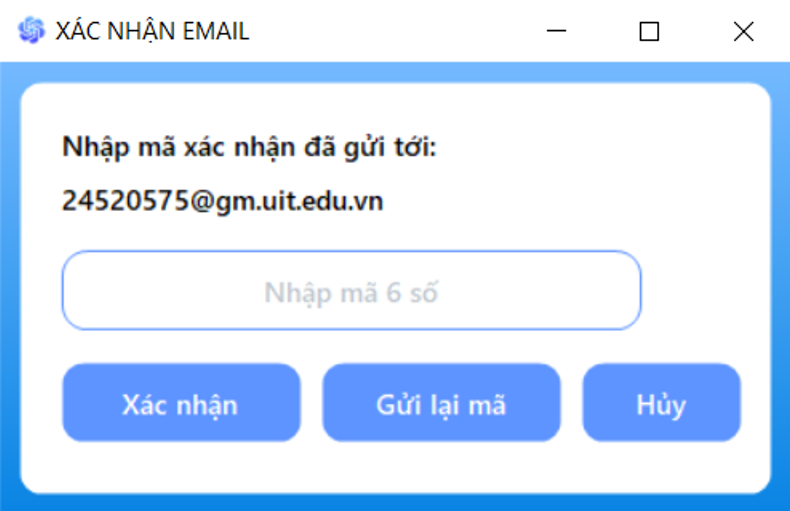 XÁC NHẬN EMAIL
Nhập mã xác nhận đã gửi tới:
24520575@gm.uit.edu.vn
Nhập mã 6 số
Xác nhận Gửi lại mã Hủy